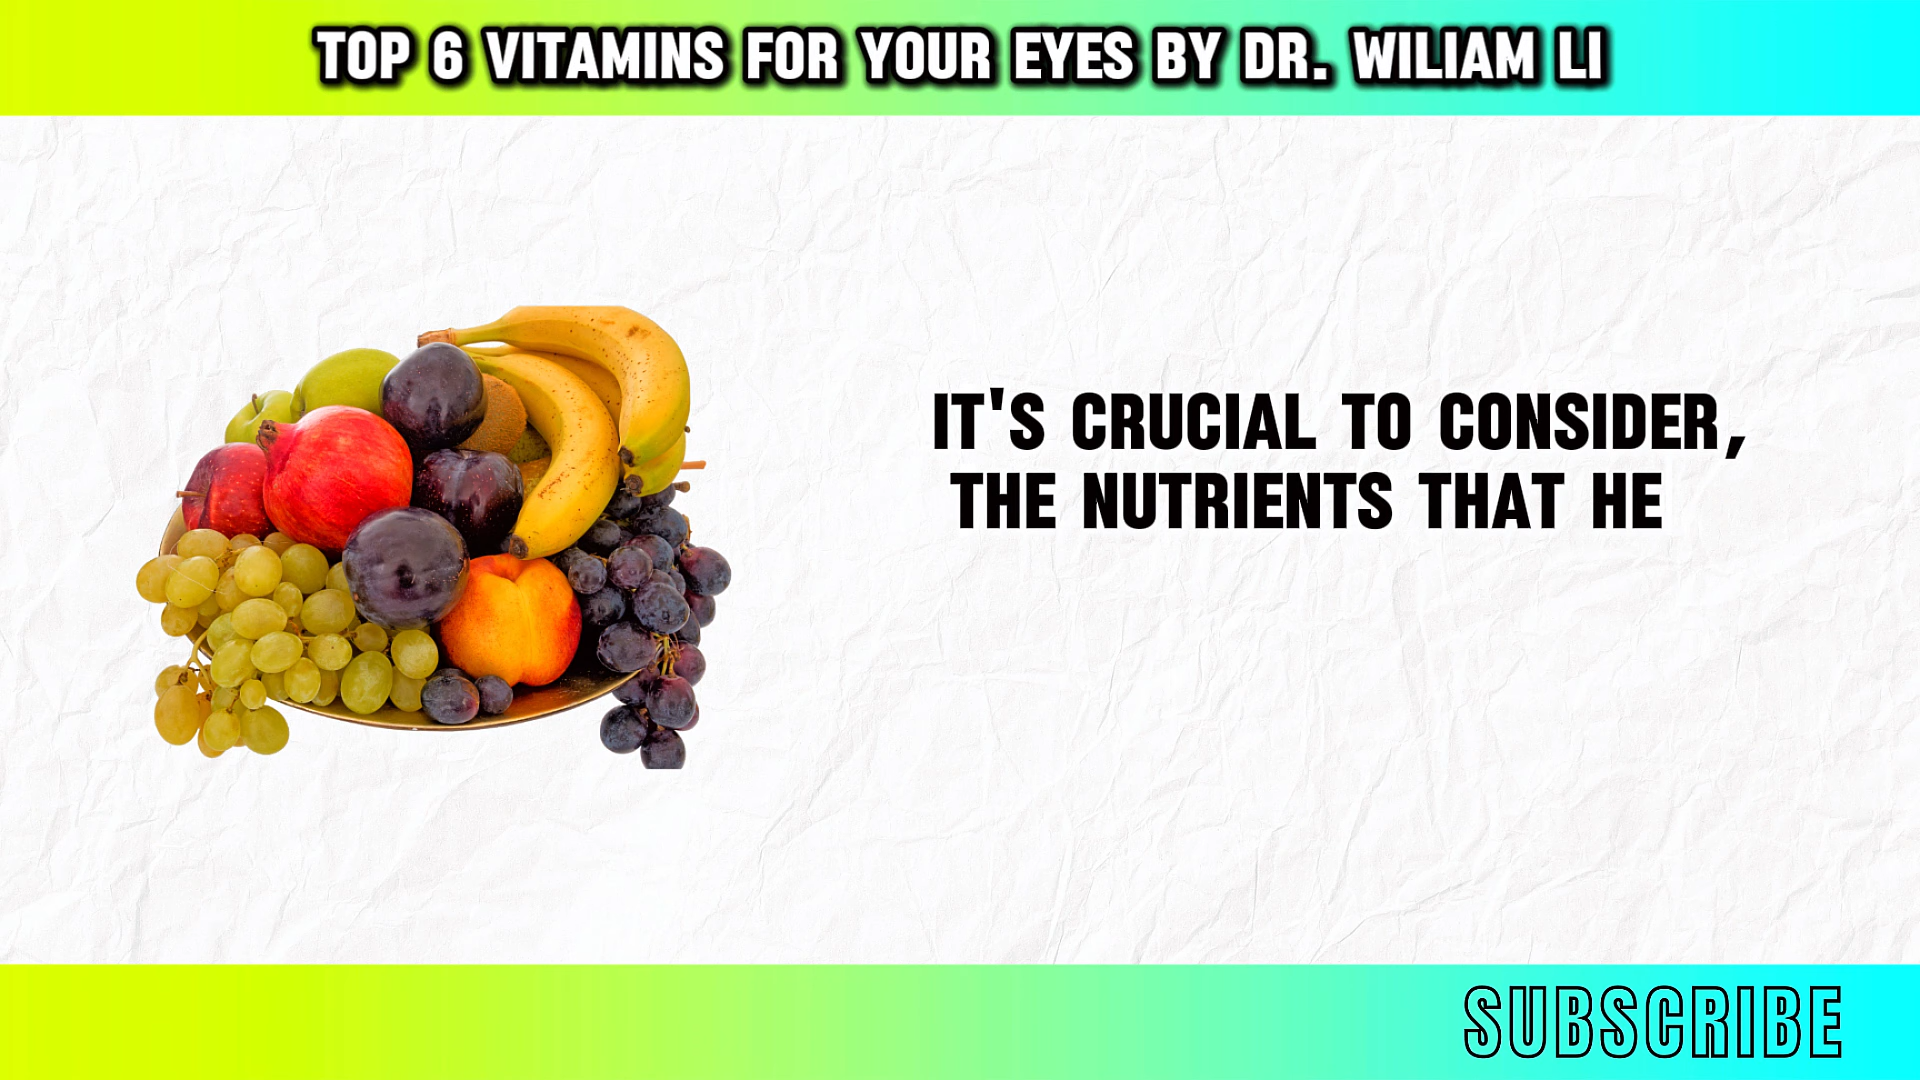 TOP 6 VITAMINS FOR YOUR EYES BY DR. WILIAM LI
IT'S CRUCIAL TO CONSIDER,
THE NUTRIENTS THAT HE
SUBSCRIBE